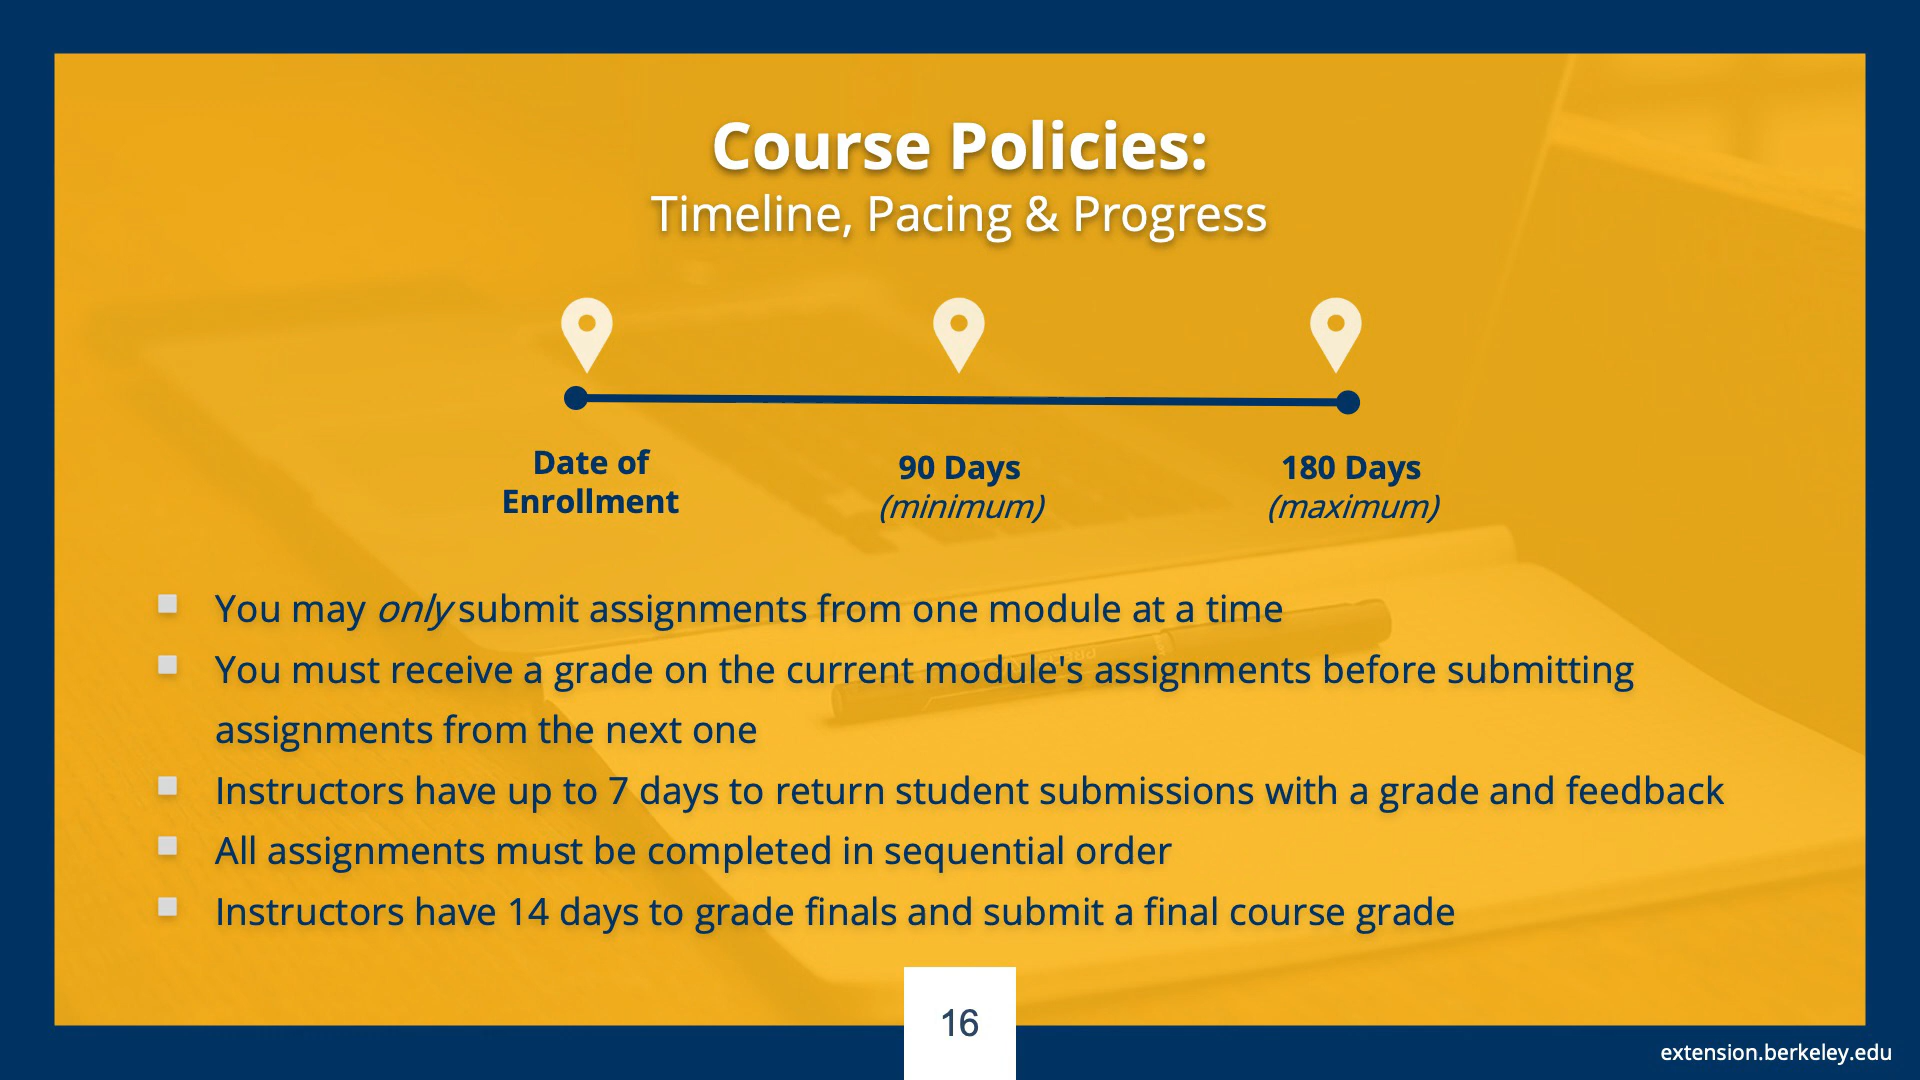 Course Policies:
Timeline, Pacing & Progress
Date of
Enrollment
90 Days
(minimum)
180 Days
(maximum)
You may only submit assignments from one module at a time
You must receive a grade on the current module's assignments before submitting
assignments from the next one
Instructors have up to 7 days to return student submissions with a grade and feedback
All assignments must be completed in sequential order
Instructors have 14 days to grade finals and submit a final course grade
16
extension.berkeley.edu